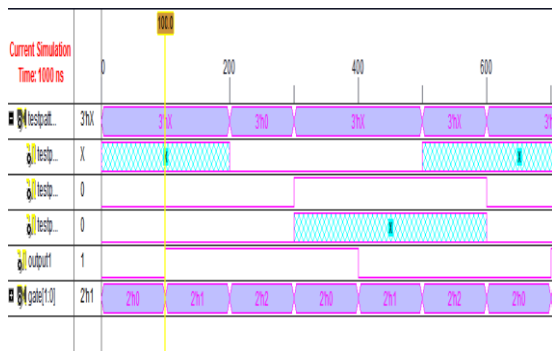 100.0
Current Simulation
Time: 1000 ns
0 200 400 600
testpatt... 3'hX 3'hX 3'h0 3'hX 3'hX 3'h
testp... X X X
testp... 0
testp... 0 X
output1 1
gate[1:0] 2'h1 2'h0 2'h1 2'h2 2'h0 2'h1 2'h2 2'h0